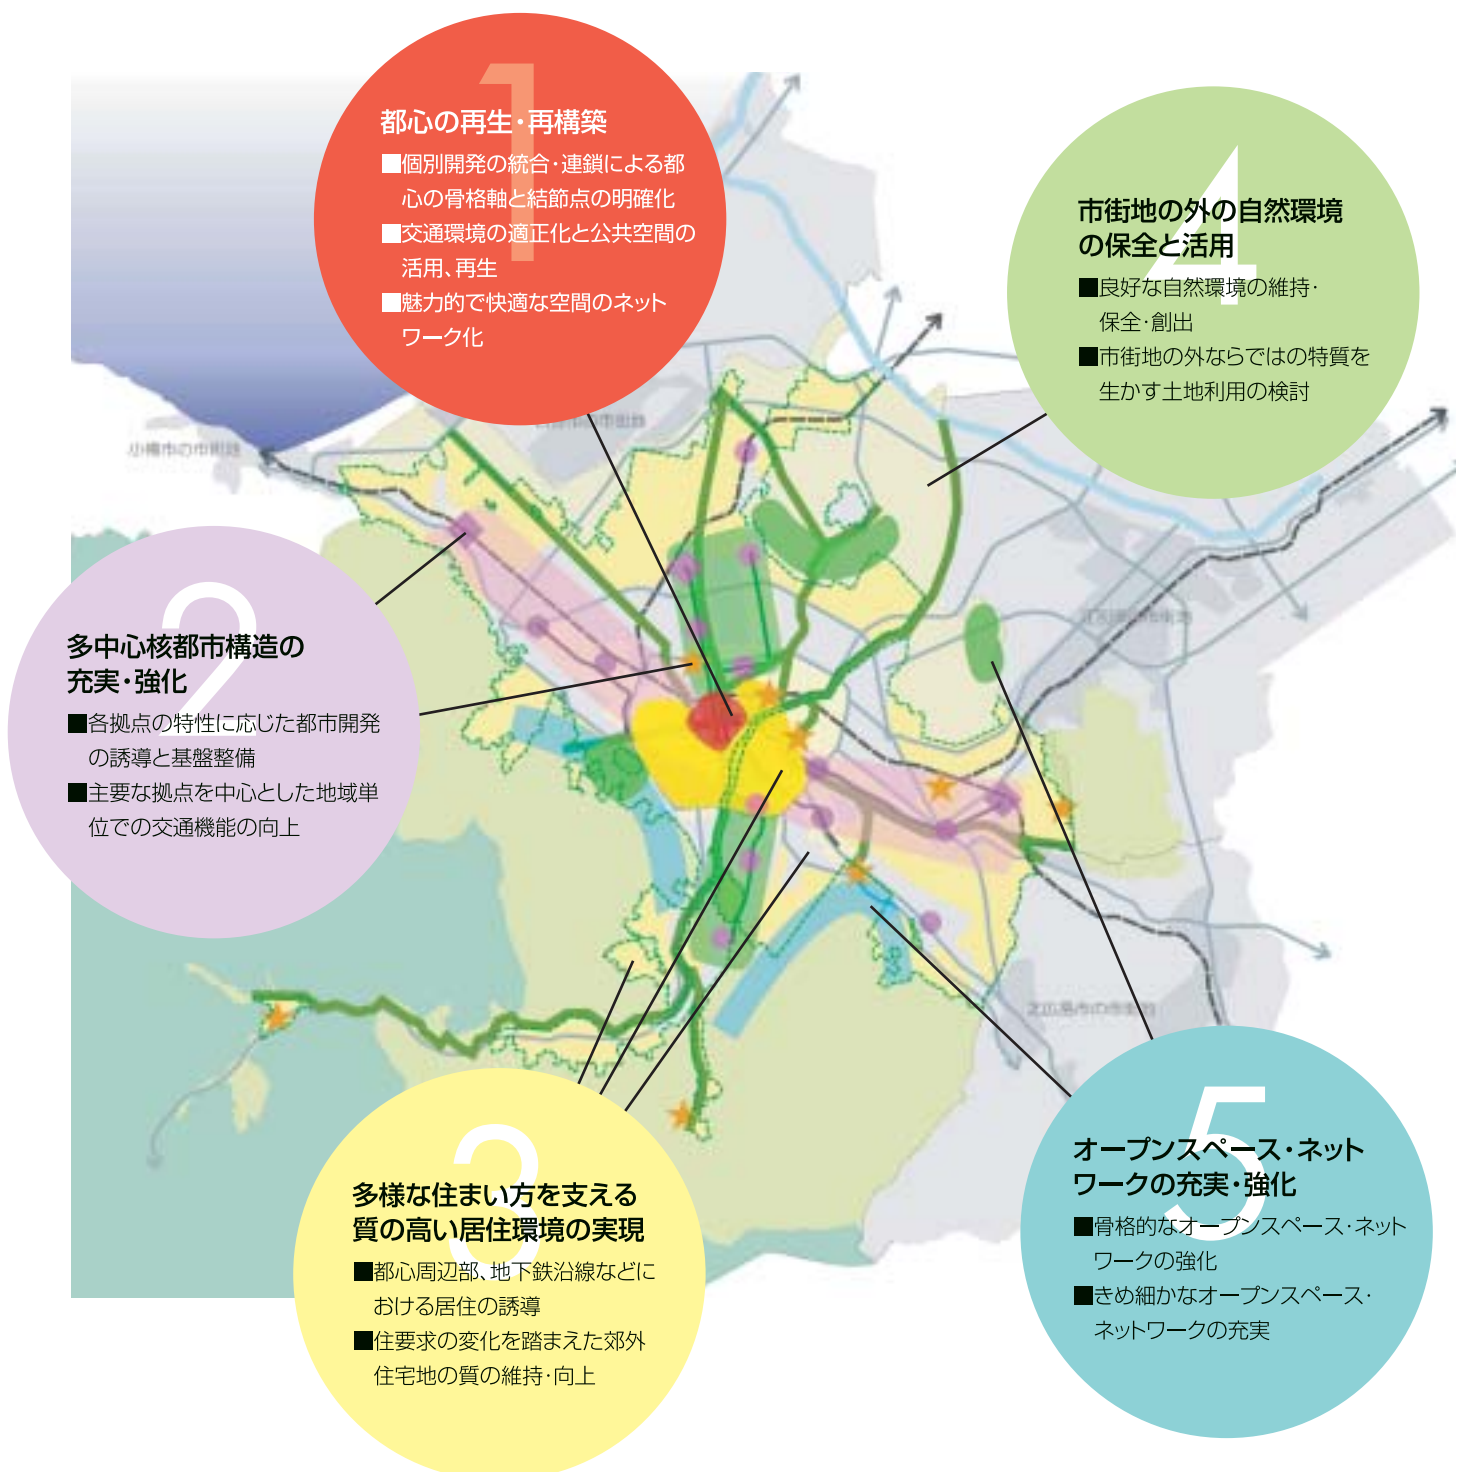 1
都心の再生・再構築
■個別開発の統合・連鎖による都
心の骨格軸と結節点の明確化
■交通環境の適正化と公共空間の
活用、再生
■魅力的で快適な空間のネット
ワーク化
4
市街地の外の自然環境
の保全と活用
■良好な自然環境の維持・
保全・創出
■市街地の外ならではの特質を
生かす土地利用の検討
小樽市の市街地
2
多中心核都市構造の
充実・強化
■各拠点の特性に応じた都市開発
の誘導と基盤整備
■主要な拠点を中心とした地域単
位での交通機能の向上
北広島市の市街地
3
多様な住まい方を支える
質の高い居住環境の実現
■都心周辺部、地下鉄沿線などに
おける居住の誘導
■住要求の変化を踏まえた郊外
住宅地の質の維持・向上
5
オープンスペース・ネット
ワークの充実・強化
■骨格的なオープンスペース・ネット
ワークの強化
■きめ細かなオープンスペース・
ネットワークの充実